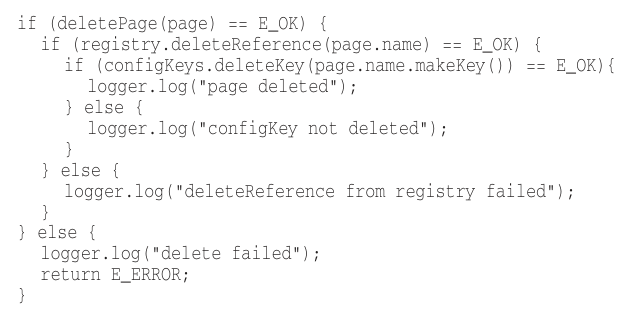 if (deletePage(page) == E_OK) {
  if (registry.deleteReference(page.name) == E_OK) {
    if (configKeys.deleteKey(page.name.makeKey()) == E_OK){
      logger.log("page deleted");
    } else {
      logger.log("configKey not deleted");
    }
  } else {
    logger.log("deleteReference from registry failed");
  }
} else {
  logger.log("delete failed");
  return E_ERROR;
}